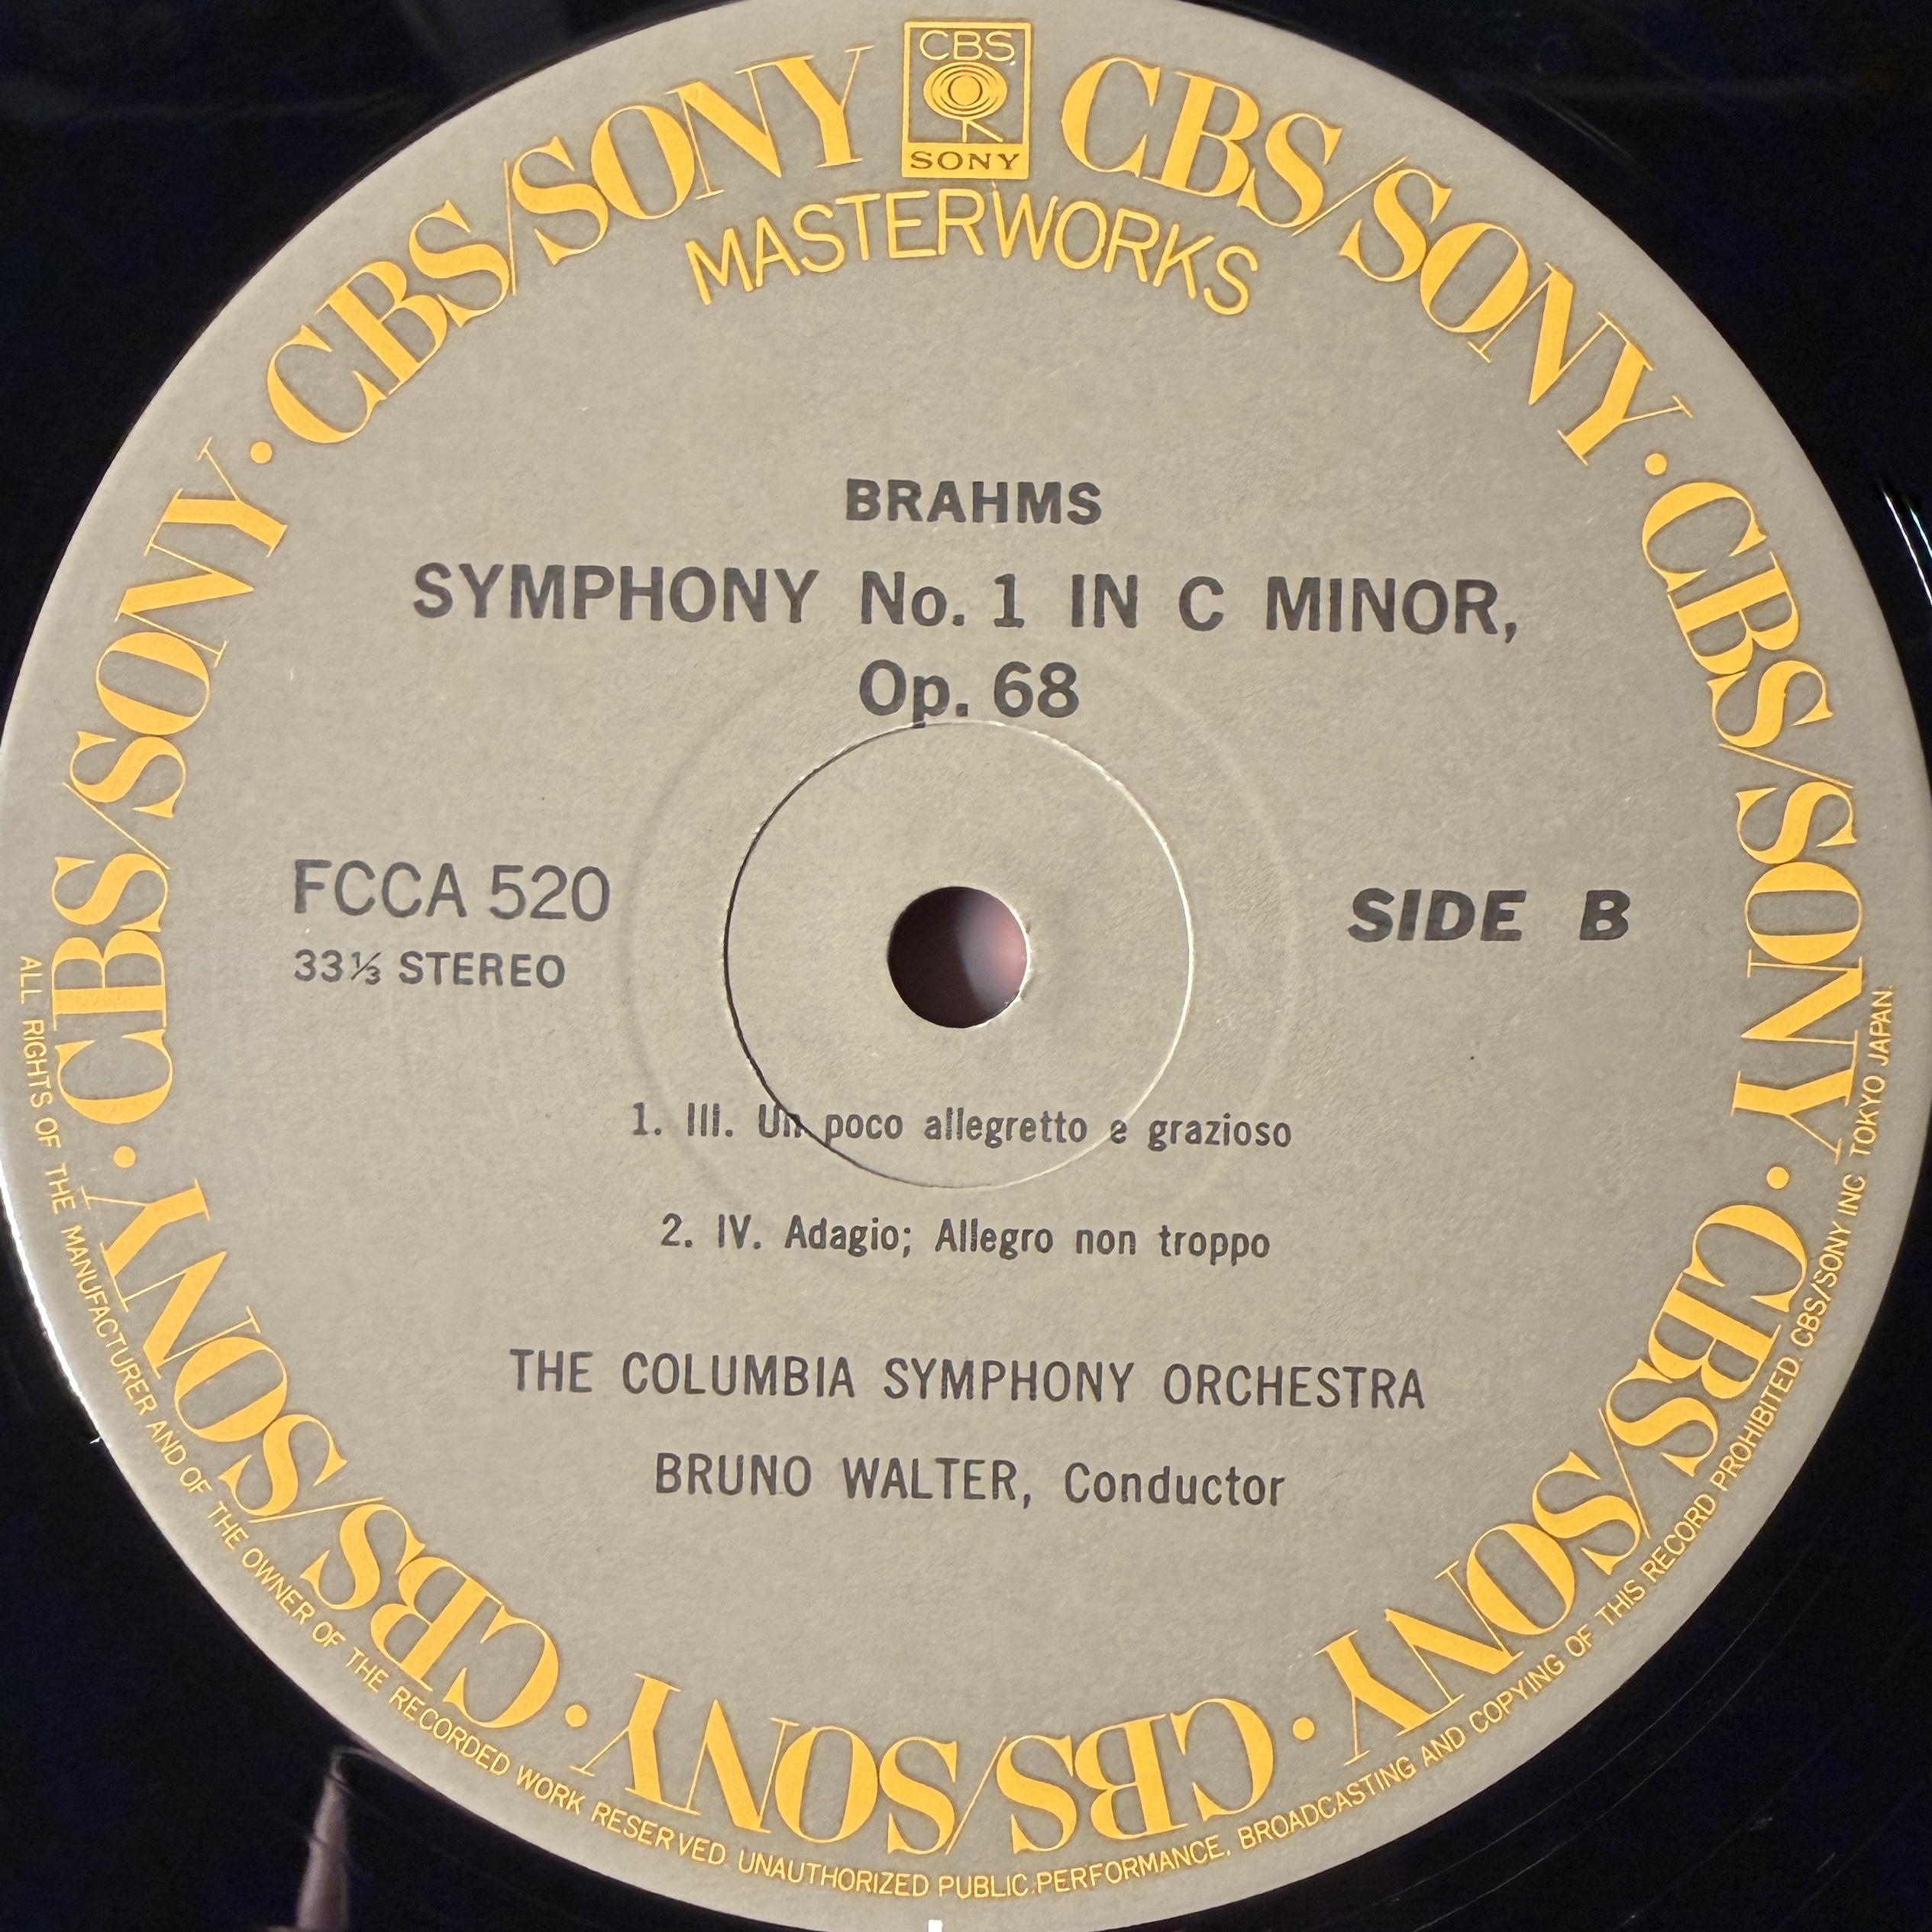 CBS
SONY
MASTERWORKS
CBS/SONY · CBS/SONY · CBS/SONY · CBS/SONY · CBS/SONY · CBS/SONY · CBS/SONY · CBS/SONY
BRAHMS
SYMPHONY No. 1 IN C MINOR,
Op. 68
FCCA 520
33⅓ STEREO
SIDE B
1. III. Un poco allegretto e grazioso
2. IV. Adagio; Allegro non troppo
THE COLUMBIA SYMPHONY ORCHESTRA
BRUNO WALTER, Conductor
ALL RIGHTS OF THE MANUFACTURER AND OF THE OWNER OF THE RECORDED WORK RESERVED. UNAUTHORIZED PUBLIC PERFORMANCE, BROADCASTING AND COPYING OF THIS RECORD PROHIBITED. CBS/SONY INC TOKYO JAPAN.